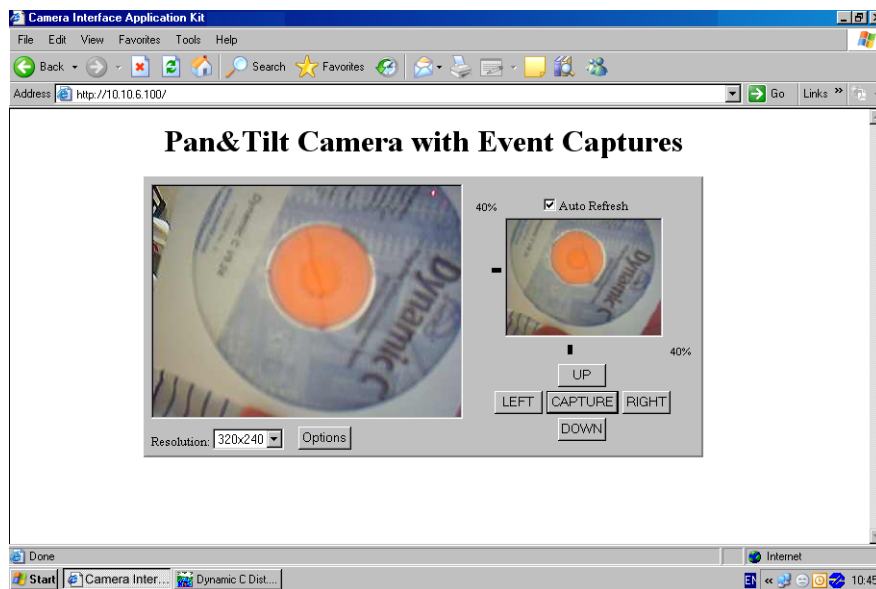 Camera Interface Application Kit
File Edit View Favorites Tools Help
Back Search Favorites
Address http://10.10.6.100/ Go Links »
Pan&Tilt Camera with Event Captures
40% Auto Refresh
Dynamic C
Dynamic C
40%
UP
LEFT CAPTURE RIGHT
DOWN
Resolution: 320x240 Options
Done Internet
Start Camera Inter... Dynamic C Dist.... EN « 10:45